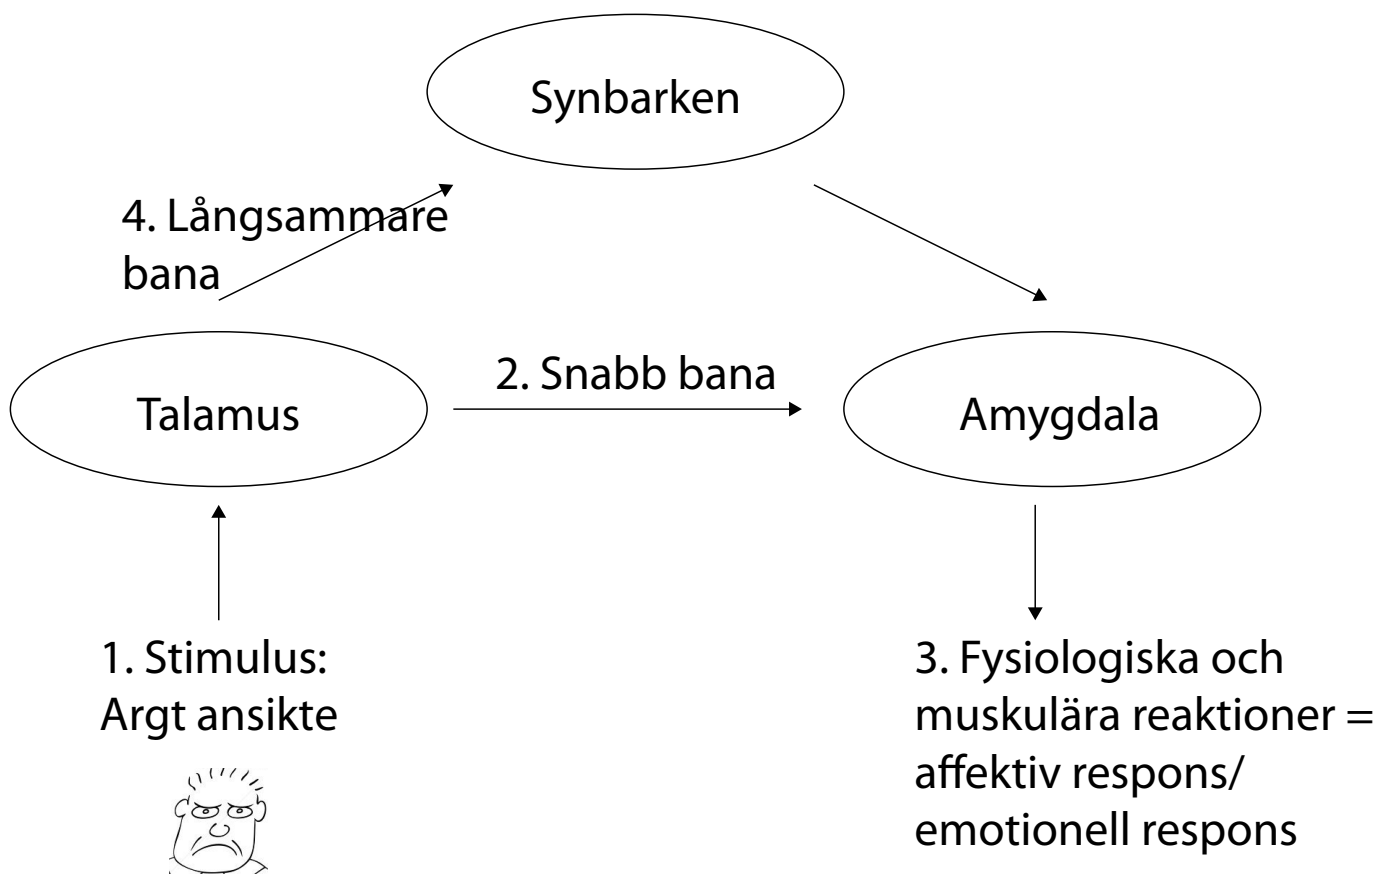 Synbarken
4. Långsammare
bana
2. Snabb bana
Talamus
Amygdala
1. Stimulus:
Argt ansikte
3. Fysiologiska och
muskulära reaktioner =
affektiv respons/
emotionell respons